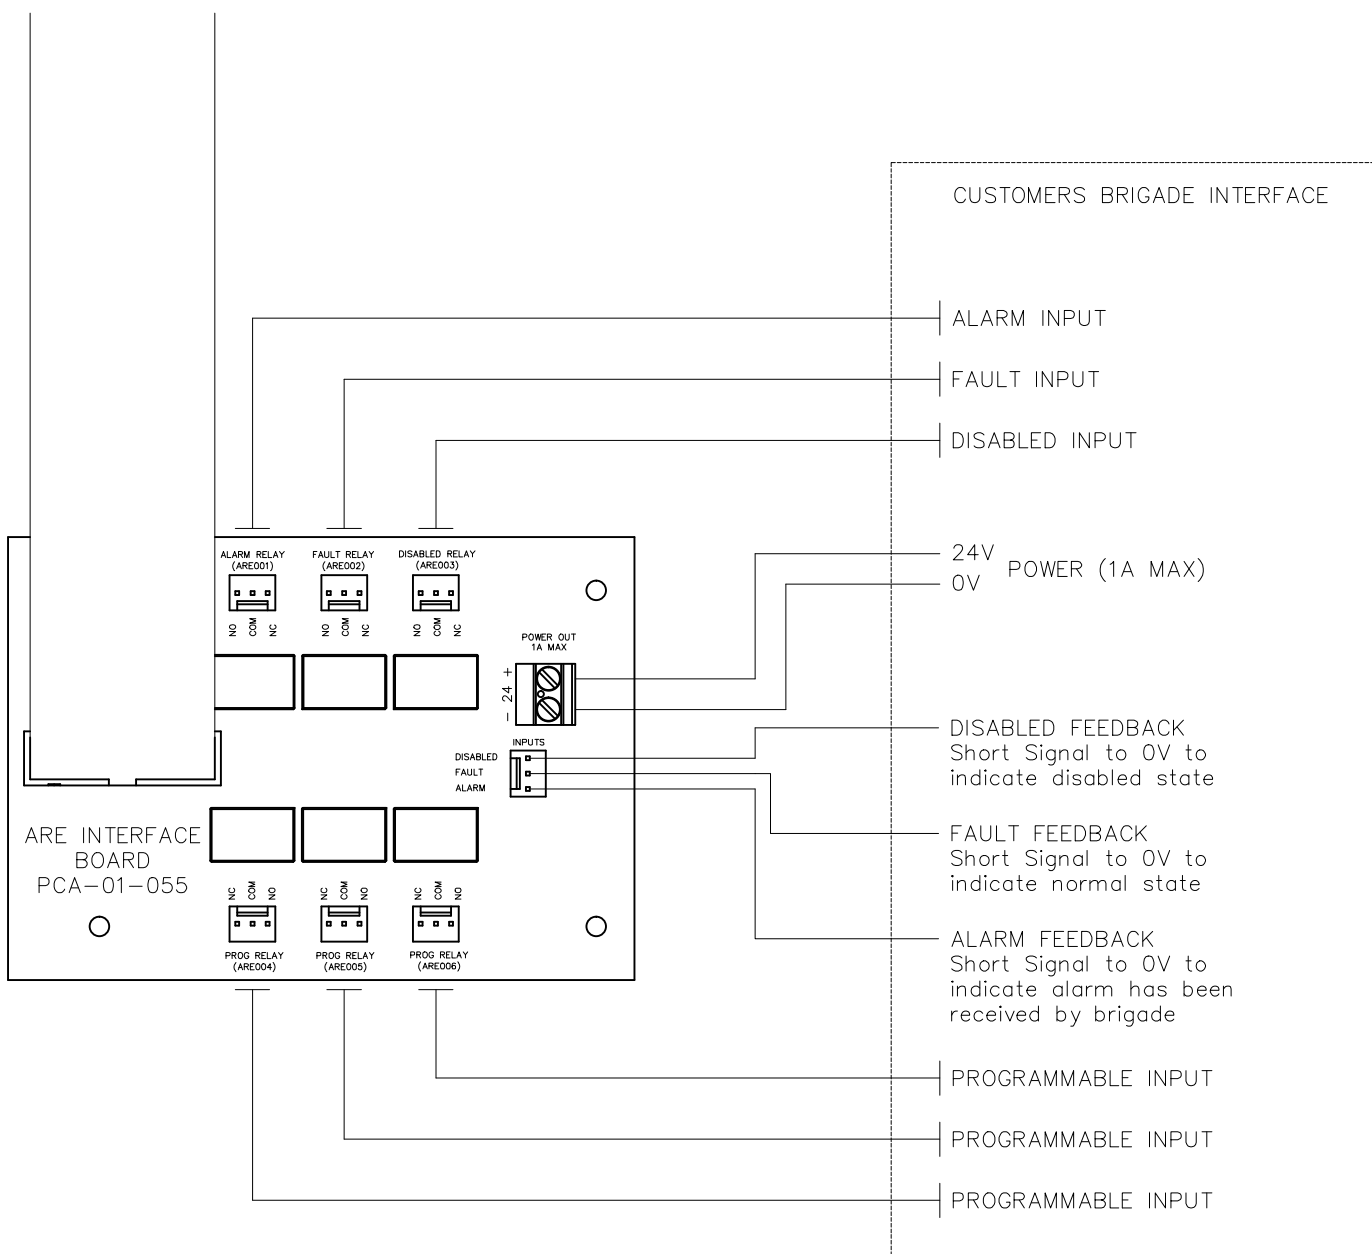 CUSTOMERS BRIGADE INTERFACE
ALARM INPUT
FAULT INPUT
DISABLED INPUT
ALARM RELAY
(ARE001)
FAULT RELAY
(ARE002)
DISABLED RELAY
(ARE003)
NO COM NC
NO COM NC
NO COM NC
24V
0V
POWER (1A MAX)
POWER OUT
1A MAX
- 24 +
INPUTS
DISABLED
FAULT
ALARM
DISABLED FEEDBACK
Short Signal to 0V to
indicate disabled state
FAULT FEEDBACK
Short Signal to 0V to
indicate normal state
ALARM FEEDBACK
Short Signal to 0V to
indicate alarm has been
received by brigade
ARE INTERFACE
BOARD
PCA-01-055
NC COM NO
NC COM NO
NC COM NO
PROG RELAY
(ARE004)
PROG RELAY
(ARE005)
PROG RELAY
(ARE006)
PROGRAMMABLE INPUT
PROGRAMMABLE INPUT
PROGRAMMABLE INPUT